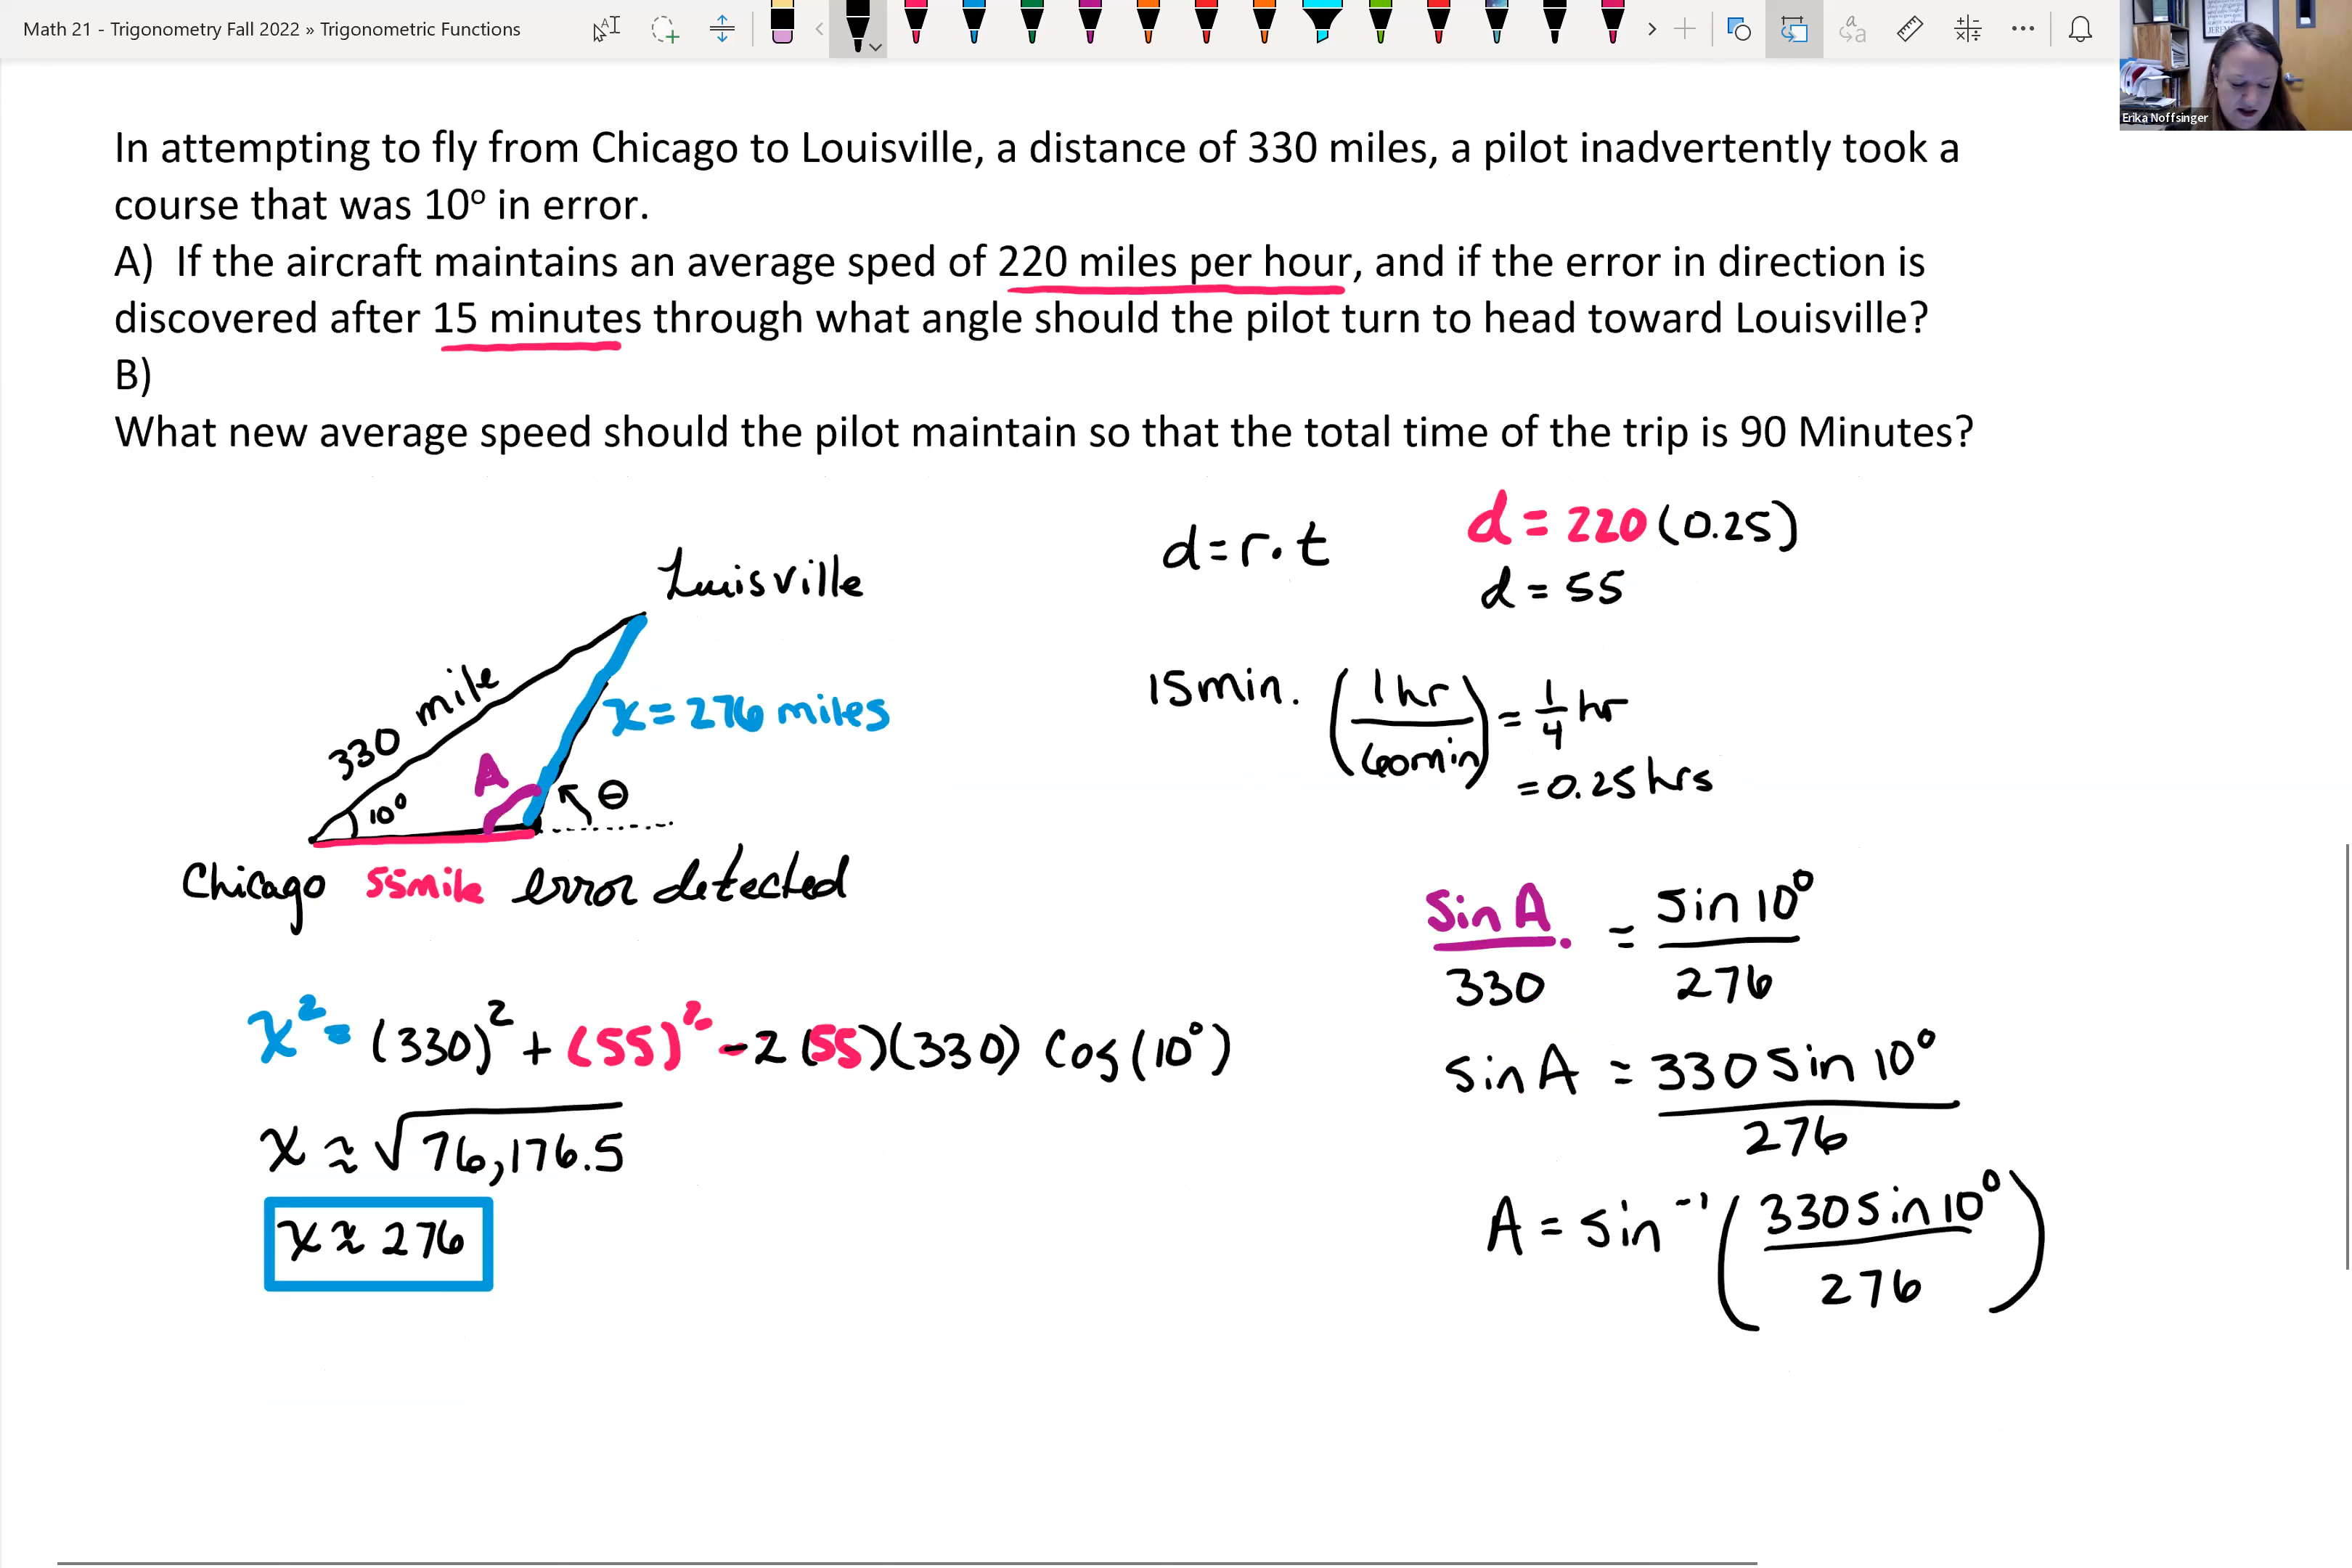 Math 21 - Trigonometry Fall 2022 » Trigonometric Functions
Erika Noffsinger
In attempting to fly from Chicago to Louisville, a distance of 330 miles, a pilot inadvertently took a
course that was 10° in error.
A) If the aircraft maintains an average sped of 220 miles per hour, and if the error in direction is
discovered after 15 minutes through what angle should the pilot turn to head toward Louisville?
B)
What new average speed should the pilot maintain so that the total time of the trip is 90 Minutes?
d = r · t
d = 220 (0.25)
d = 55
Luisville
330 mile
x = 276 miles
A
10°
θ
Chicago 55mile error detected
15min. (1hr / 60min) = 1/4 hr
= 0.25 hrs
sin A / 330 = sin 10° / 276
x² = (330)² + (55)² - 2 (55)(330) cos(10°)
sin A = 330 sin 10° / 276
x ≈ √76,176.5
x ≈ 276
A = sin⁻¹ (330 sin 10° / 276)